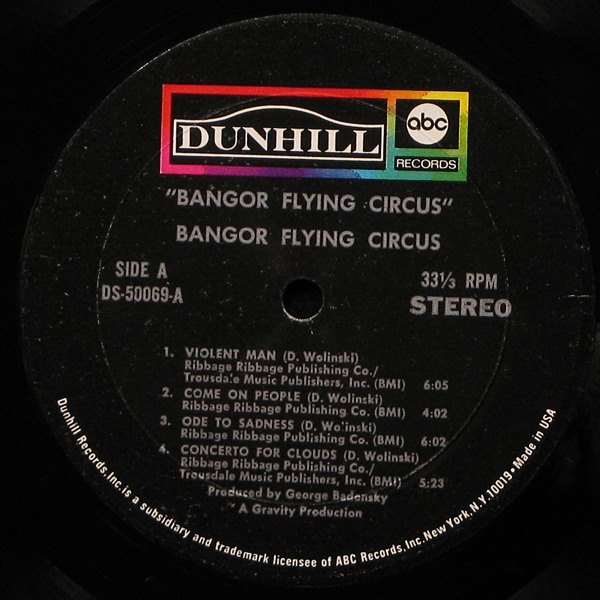 DUNHILL
abc
RECORDS
"BANGOR FLYING CIRCUS"
BANGOR FLYING CIRCUS
SIDE A
DS-50069-A
33⅓ RPM
STEREO
1. VIOLENT MAN (D. Wolinski)
Ribbage Ribbage Publishing Co./
Trousdale Music Publishers, Inc. (BMI) 6:05
2. COME ON PEOPLE (D. Wolinski)
Ribbage Ribbage Publishing Co. (BMI) 4:02
3. ODE TO SADNESS (D. Wolinski)
Ribbage Ribbage Publishing Co. (BMI) 6:02
4. CONCERTO FOR CLOUDS (D. Wolinski)
Ribbage Ribbage Publishing Co./
Trousdale Music Publishers, Inc. (BMI) 5:23
Produced by George Badonsky
A Gravity Production
Dunhill Records, Inc. is a subsidiary and trademark licensee of ABC Records, Inc. New York, N.Y. 10019 • Made in USA